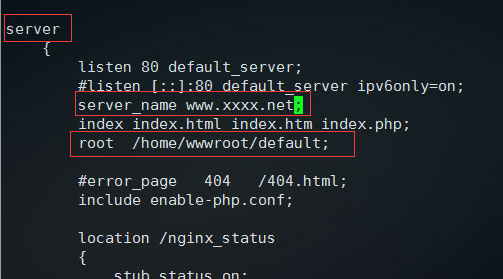 server
{
listen 80 default_server;
#listen [::]:80 default_server ipv6only=on;
server_name www.xxxx.net;
index index.html index.htm index.php;
root /home/wwwroot/default;
#error_page 404 /404.html;
include enable-php.conf;
location /nginx_status
{
stub_status on;